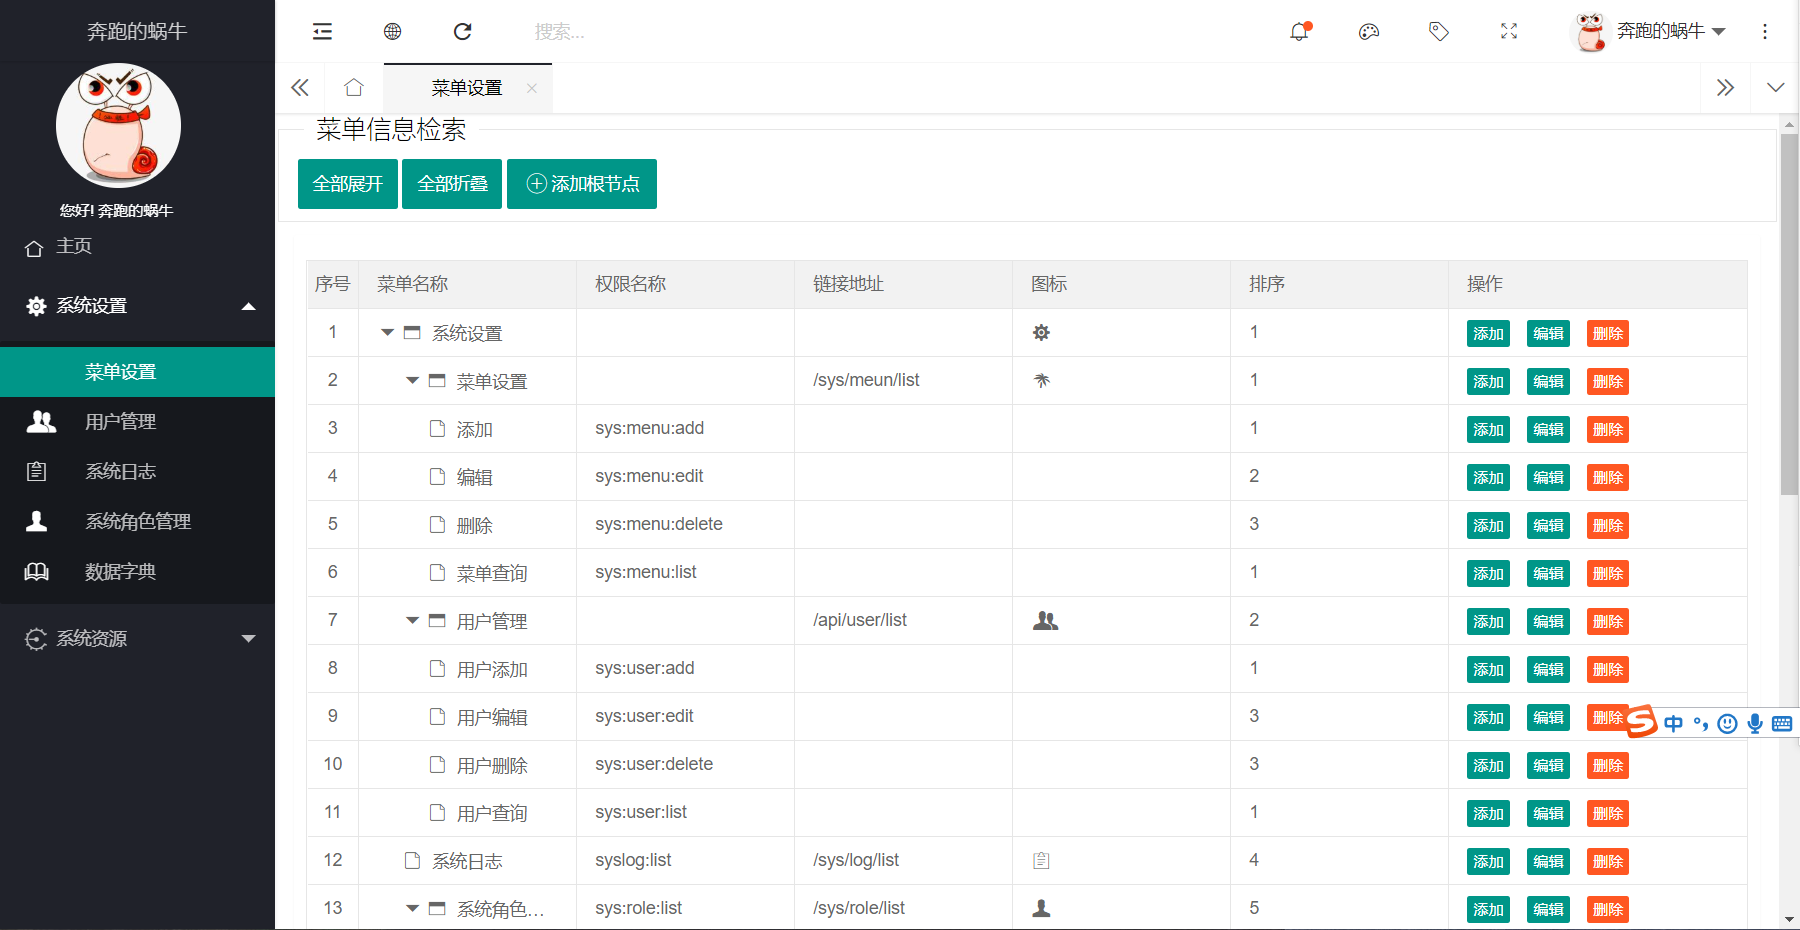 奔跑的蜗牛
搜索...
奔跑的蜗牛
您好! 奔跑的蜗牛
主页
系统设置
菜单设置
用户管理
系统日志
系统角色管理
数据字典
系统资源
菜单设置
菜单信息检索
全部展开 全部折叠 添加根节点
序号 菜单名称 权限名称 链接地址 图标 排序 操作
1 系统设置 1 添加 编辑 删除
2 菜单设置 /sys/meun/list 1 添加 编辑 删除
3 添加 sys:menu:add 1 添加 编辑 删除
4 编辑 sys:menu:edit 2 添加 编辑 删除
5 删除 sys:menu:delete 3 添加 编辑 删除
6 菜单查询 sys:menu:list 1 添加 编辑 删除
7 用户管理 /api/user/list 2 添加 编辑 删除
8 用户添加 sys:user:add 1 添加 编辑 删除
9 用户编辑 sys:user:edit 3 添加 编辑 删除
S 中 °,
10 用户删除 sys:user:delete 3 添加 编辑 删除
11 用户查询 sys:user:list 1 添加 编辑 删除
12 系统日志 syslog:list /sys/log/list 4 添加 编辑 删除
13 系统角色... sys:role:list /sys/role/list 5 添加 编辑 删除